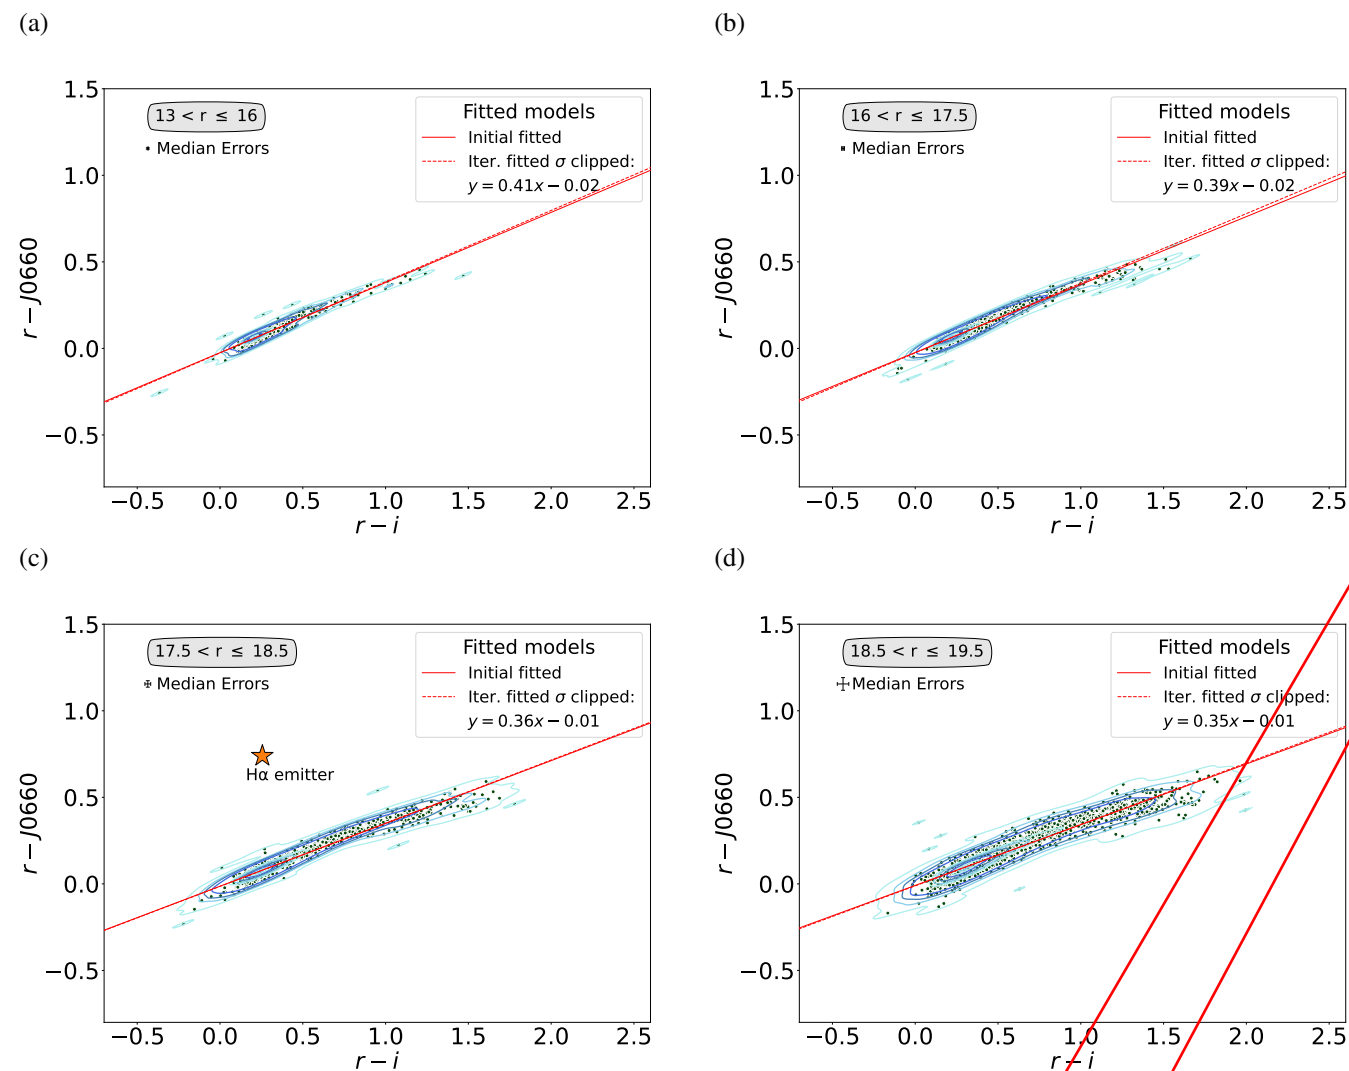 (a)
(b)
1.5
1.0
0.5
0.0
−0.5
r − J0660
13 < r ≤ 16
Median Errors
Fitted models
Initial fitted
Iter. fitted σ clipped:
y = 0.41x − 0.02
−0.5 0.0 0.5 1.0 1.5 2.0 2.5
r − i
1.5
1.0
0.5
0.0
−0.5
r − J0660
16 < r ≤ 17.5
Median Errors
Fitted models
Initial fitted
Iter. fitted σ clipped:
y = 0.39x − 0.02
−0.5 0.0 0.5 1.0 1.5 2.0 2.5
r − i
(c)
(d)
1.5
1.0
0.5
0.0
−0.5
r − J0660
17.5 < r ≤ 18.5
Median Errors
Fitted models
Initial fitted
Iter. fitted σ clipped:
y = 0.36x − 0.01
Hα emitter
−0.5 0.0 0.5 1.0 1.5 2.0 2.5
r − i
1.5
1.0
0.5
0.0
−0.5
r − J0660
18.5 < r ≤ 19.5
Median Errors
Fitted models
Initial fitted
Iter. fitted σ clipped:
y = 0.35x − 0.01
−0.5 0.0 0.5 1.0 1.5 2.0 2.5
r − i